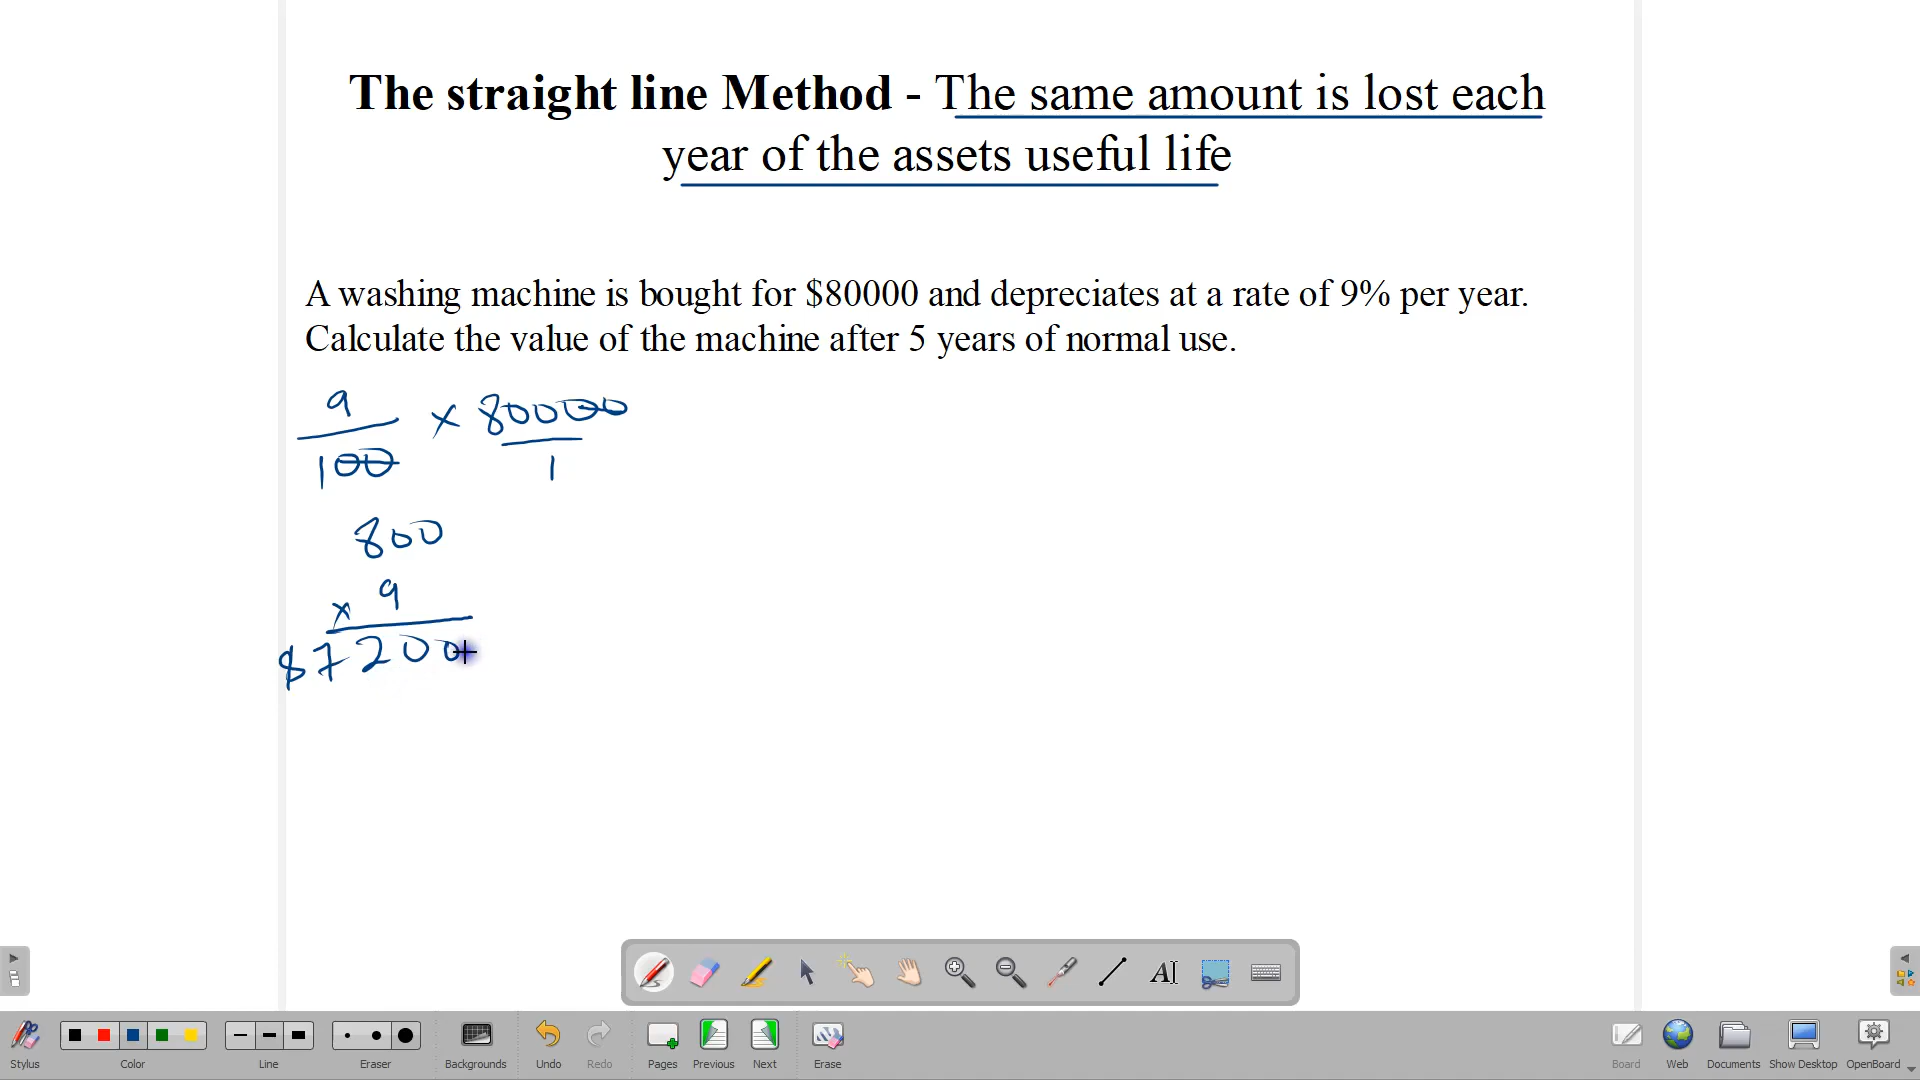 The straight line Method - The same amount is lost each
year of the assets useful life
A washing machine is bought for $80000 and depreciates at a rate of 9% per year.
Calculate the value of the machine after 5 years of normal use.
9
100
× 80000
1
800
× 9
$7200
AI
Stylus
Color
Line
Eraser
Backgrounds
Undo
Redo
Pages
Previous
Next
Erase
Board
Web
Documents
Show Desktop
OpenBoard